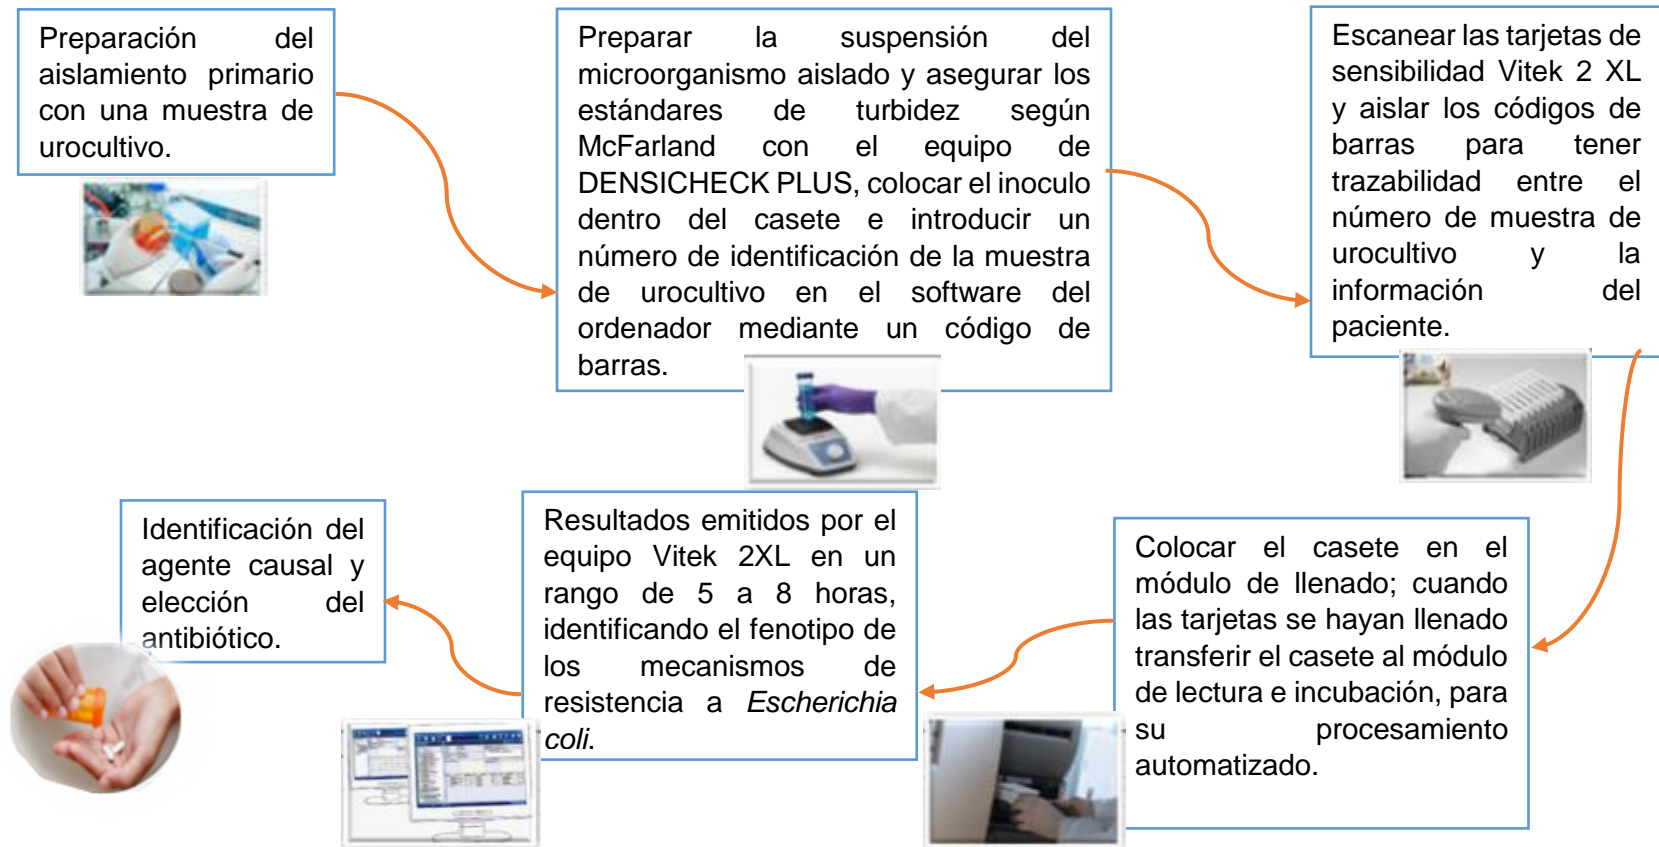 Preparación del
aislamiento primario
con una muestra de
urocultivo.
Preparar la suspensión del
microorganismo aislado y asegurar los
estándares de turbidez según
McFarland con el equipo de
DENSICHECK PLUS, colocar el inoculo
dentro del casete e introducir un
número de identificación de la muestra
de urocultivo en el software del
ordenador mediante un código de
barras.
Escanear las tarjetas de
sensibilidad Vitek 2 XL
y aislar los códigos de
barras para tener
trazabilidad entre el
número de muestra de
urocultivo y la
información del
paciente.
Colocar el casete en el
módulo de llenado; cuando
las tarjetas se hayan llenado
transferir el casete al módulo
de lectura e incubación, para
su procesamiento
automatizado.
Resultados emitidos por el
equipo Vitek 2XL en un
rango de 5 a 8 horas,
identificando el fenotipo de
los mecanismos de
resistencia a Escherichia
coli.
Identificación del
agente causal y
elección del
antibiótico.